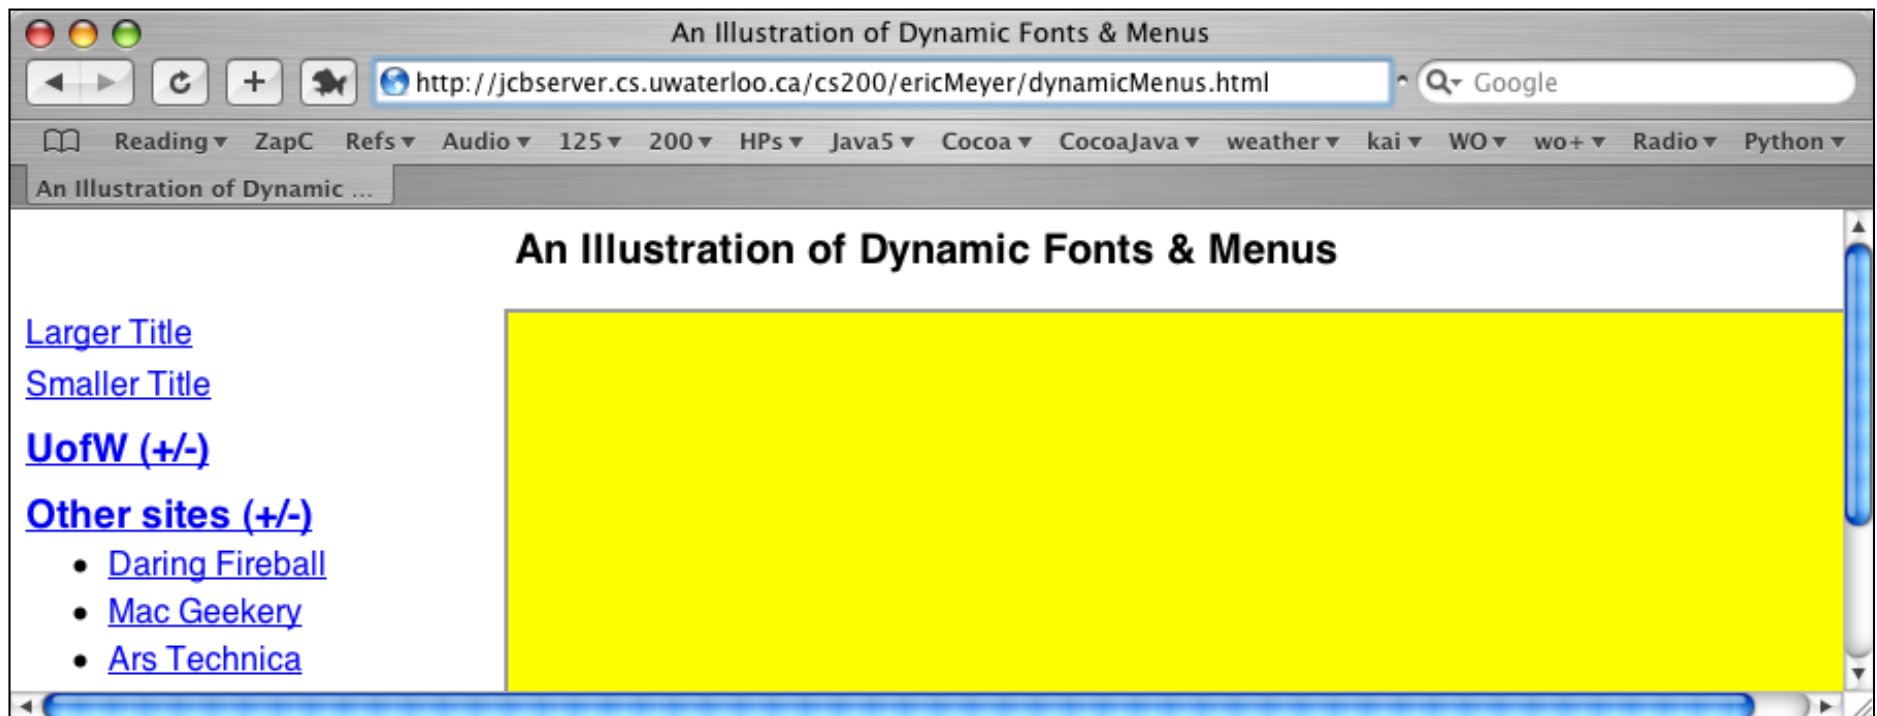 An Illustration of Dynamic Fonts & Menus
http://jcbserver.cs.uwaterloo.ca/cs200/ericMeyer/dynamicMenus.html Google
Reading ZapC Refs Audio 125 200 HPs Java5 Cocoa CocoaJava weather kai WO wo+ Radio Python
An Illustration of Dynamic ...
An Illustration of Dynamic Fonts & Menus
Larger Title
Smaller Title
UofW (+/-)
Other sites (+/-)
• Daring Fireball
• Mac Geekery
• Ars Technica